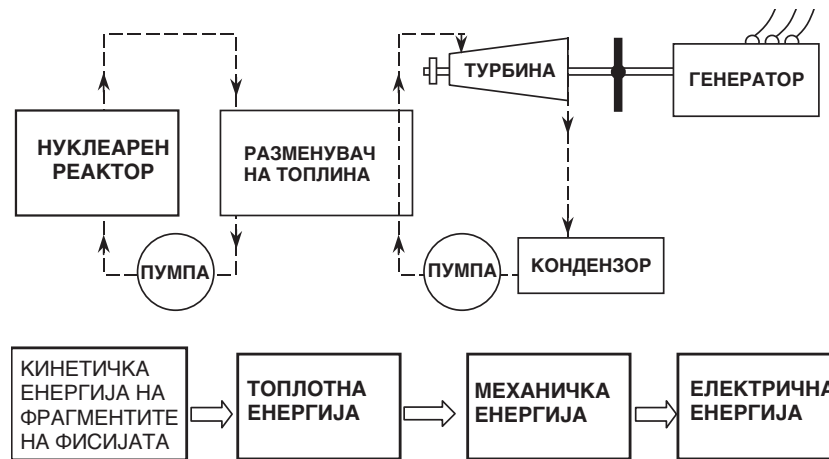 ТУРБИНА
ГЕНЕРАТОР
НУКЛЕАРЕН
РЕАКТОР
РАЗМЕНУВАЧ
НА ТОПЛИНА
ПУМПА
ПУМПА
КОНДЕНЗОР
КИНЕТИЧКА
ЕНЕРГИЈА НА
ФРАГМЕНТИТЕ
НА ФИСИЈАТА
ТОПЛОТНА
ЕНЕРГИЈА
МЕХАНИЧКА
ЕНЕРГИЈА
ЕЛЕКТРИЧНА
ЕНЕРГИЈА